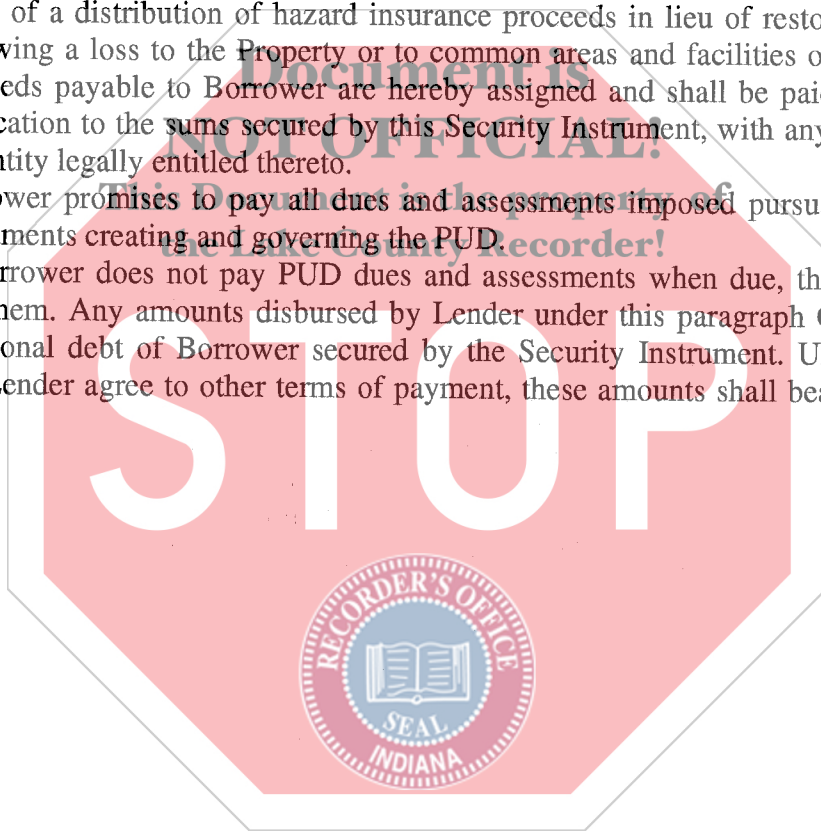 of a distribution of hazard insurance proceeds in lieu of resto
wing a loss to the Property or to common areas and facilities o
eds payable to Borrower are hereby assigned and shall be pai
cation to the sums secured by this Security Instrument, with any
ntity legally entitled thereto.
ower promises to pay all dues and assessments imposed pursu
ments creating and governing the PUD.
rrower does not pay PUD dues and assessments when due, th
hem. Any amounts disbursed by Lender under this paragraph
onal debt of Borrower secured by the Security Instrument. U
Lender agree to other terms of payment, these amounts shall bea
Document is
NOT OFFICIAL!
This Document is the property of
the Lake County Recorder!
STOP
RECORDER'S OFFICE
SEAL
INDIANA